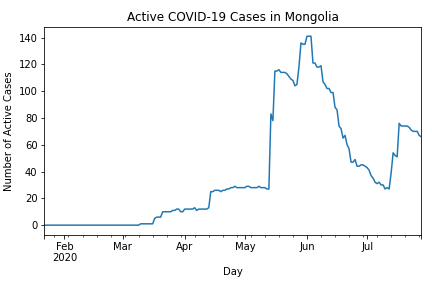 Active COVID-19 Cases in Mongolia
Number of Active Cases
140
120
100
80
60
40
20
0
Feb Mar Apr May Jun Jul
2020
Day